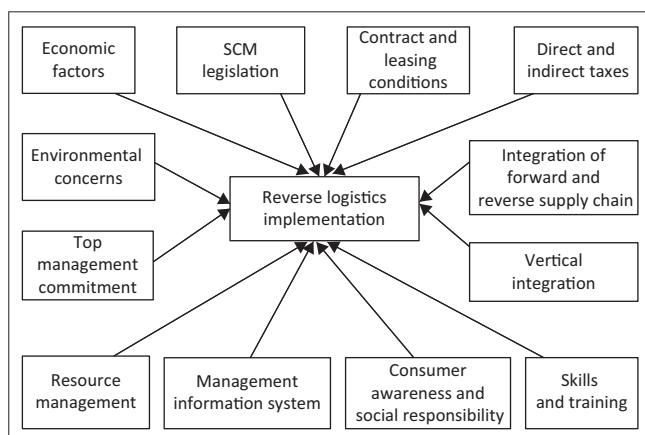 Economic
factors
SCM
legislation
Contract and
leasing
conditions
Direct and
indirect taxes
Environmental
concerns
Reverse logistics
implementation
Integration of
forward and
reverse supply chain
Top
management
commitment
Vertical
integration
Resource
management
Management
information system
Consumer
awareness and
social responsibility
Skills
and training